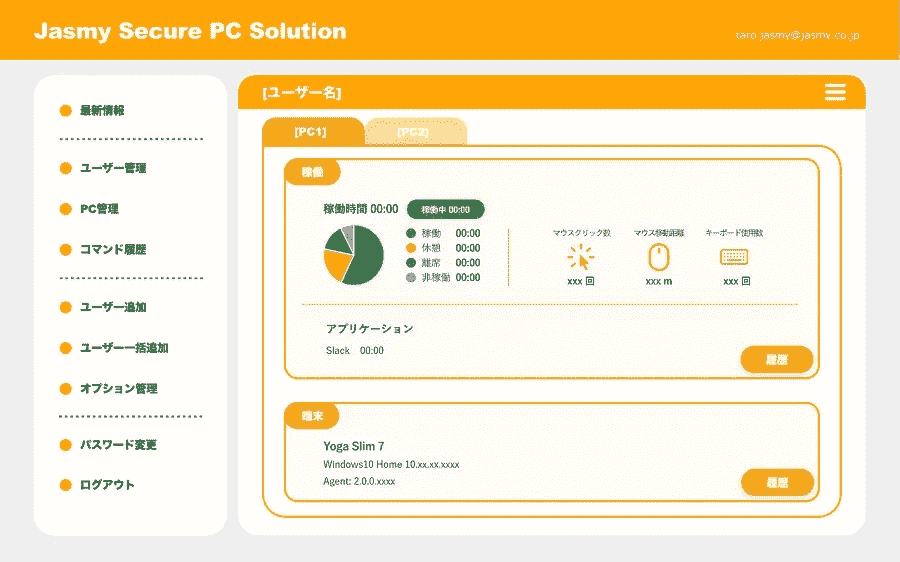 Jasmy Secure PC Solution
taro.jasmy@jasmy.co.jp
最新情報
ユーザー管理
PC管理
コマンド履歴
ユーザー追加
ユーザー一括追加
オプション管理
パスワード変更
ログアウト
[ユーザー名]
[PC1]
[PC2]
稼働
稼働時間 00:00
稼働中 00:00
稼働 00:00
休憩 00:00
離席 00:00
非稼働 00:00
マウスクリック数
マウス移動距離
キーボード使用数
xxx 回
xxx m
xxx 回
アプリケーション
Slack 00:00
履歴
端末
Yoga Slim 7
Windows10 Home 10.xx.xx.xxxx
Agent: 2.0.0.xxxx
履歴